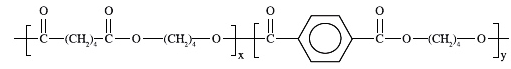 O O O O
[C-(CH₂)₄-C-O-(CH₂)₄-O]x[C C-O-(CH₂)₄-O]y